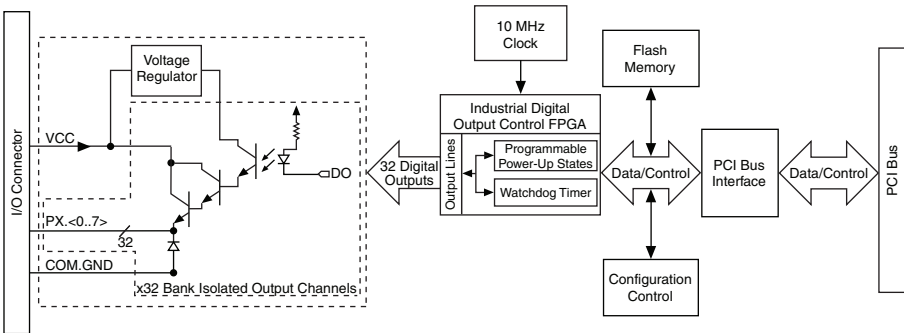 I/O Connector
VCC
PX.<0..7>
32
COM.GND
Voltage
Regulator
DO
x32 Bank Isolated Output Channels
32 Digital
Outputs
10 MHz
Clock
Industrial Digital
Output Control FPGA
Output Lines
Programmable
Power-Up States
Watchdog Timer
Flash
Memory
Data/Control
Configuration
Control
PCI Bus
Interface
Data/Control
PCI Bus